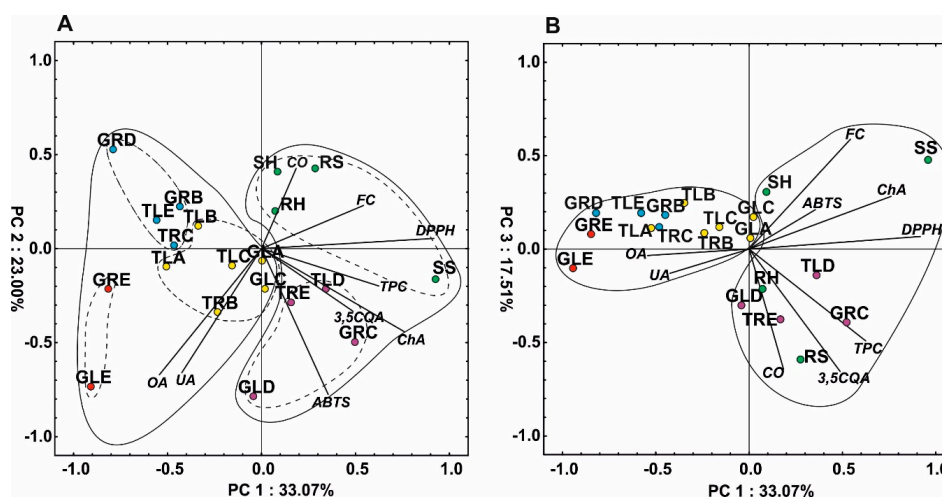 A
PC 2 : 23.00%
1.0
0.5
0.0
-0.5
-1.0
-1.0
-0.5
0.0
0.5
1.0
PC 1 : 33.07%
GRD
SH
CO
RS
GRB
TLE
TLB
RH
FC
TRC
DPPH
TLA
TLC
GLA
SS
GRE
GLC
TLD
TPC
TRE
TRB
3,5CQA
GRC
ChA
OA
UA
GLE
GLD
ABTS
B
PC 3 : 17.51%
1.0
0.5
0.0
-0.5
-1.0
-1.0
-0.5
0.0
0.5
1.0
PC 1 : 33.07%
FC
SS
SH
ChA
GRD
TLE
GRB
TLB
GLC
ABTS
GRE
TLA
TRC
TLC
GLA
DPPH
TRB
OA
GLE
UA
RH
TLD
GLD
TRE
GRC
TPC
CO
RS
3,5CQA